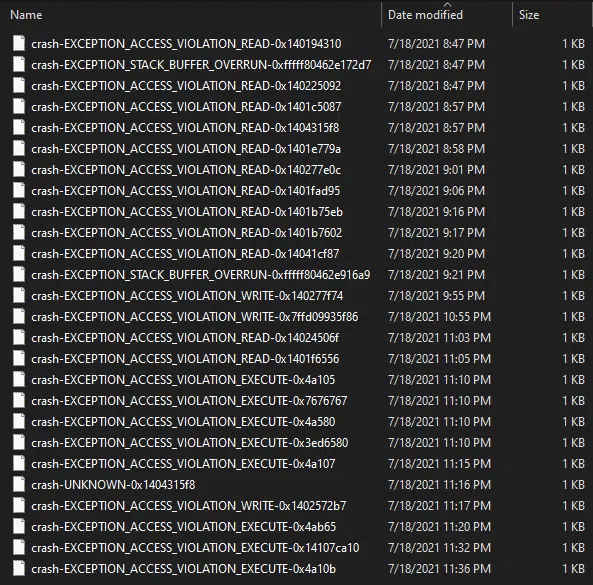 Name Date modified Size
crash-EXCEPTION_ACCESS_VIOLATION_READ-0x140194310 7/18/2021 8:47 PM 1 KB
crash-EXCEPTION_STACK_BUFFER_OVERRUN-0xfffff80462e172d7 7/18/2021 8:47 PM 1 KB
crash-EXCEPTION_ACCESS_VIOLATION_READ-0x140225092 7/18/2021 8:47 PM 1 KB
crash-EXCEPTION_ACCESS_VIOLATION_READ-0x1401c5087 7/18/2021 8:57 PM 1 KB
crash-EXCEPTION_ACCESS_VIOLATION_READ-0x1404315f8 7/18/2021 8:57 PM 1 KB
crash-EXCEPTION_ACCESS_VIOLATION_READ-0x1401e779a 7/18/2021 8:58 PM 1 KB
crash-EXCEPTION_ACCESS_VIOLATION_READ-0x140277e0c 7/18/2021 9:01 PM 1 KB
crash-EXCEPTION_ACCESS_VIOLATION_READ-0x1401fad95 7/18/2021 9:06 PM 1 KB
crash-EXCEPTION_ACCESS_VIOLATION_READ-0x1401b75eb 7/18/2021 9:16 PM 1 KB
crash-EXCEPTION_ACCESS_VIOLATION_READ-0x1401b7602 7/18/2021 9:17 PM 1 KB
crash-EXCEPTION_ACCESS_VIOLATION_READ-0x14041cf87 7/18/2021 9:20 PM 1 KB
crash-EXCEPTION_STACK_BUFFER_OVERRUN-0xfffff80462e916a9 7/18/2021 9:21 PM 1 KB
crash-EXCEPTION_ACCESS_VIOLATION_WRITE-0x140277f74 7/18/2021 9:55 PM 1 KB
crash-EXCEPTION_ACCESS_VIOLATION_WRITE-0x7ffd09935f86 7/18/2021 10:55 PM 1 KB
crash-EXCEPTION_ACCESS_VIOLATION_READ-0x14024506f 7/18/2021 11:03 PM 1 KB
crash-EXCEPTION_ACCESS_VIOLATION_READ-0x1401f6556 7/18/2021 11:05 PM 1 KB
crash-EXCEPTION_ACCESS_VIOLATION_EXECUTE-0x4a105 7/18/2021 11:10 PM 1 KB
crash-EXCEPTION_ACCESS_VIOLATION_EXECUTE-0x7676767 7/18/2021 11:10 PM 1 KB
crash-EXCEPTION_ACCESS_VIOLATION_EXECUTE-0x4a580 7/18/2021 11:10 PM 1 KB
crash-EXCEPTION_ACCESS_VIOLATION_EXECUTE-0x3ed6580 7/18/2021 11:10 PM 1 KB
crash-EXCEPTION_ACCESS_VIOLATION_EXECUTE-0x4a107 7/18/2021 11:15 PM 1 KB
crash-UNKNOWN-0x1404315f8 7/18/2021 11:16 PM 1 KB
crash-EXCEPTION_ACCESS_VIOLATION_WRITE-0x1402572b7 7/18/2021 11:17 PM 1 KB
crash-EXCEPTION_ACCESS_VIOLATION_EXECUTE-0x4ab65 7/18/2021 11:20 PM 1 KB
crash-EXCEPTION_ACCESS_VIOLATION_EXECUTE-0x14107ca10 7/18/2021 11:32 PM 1 KB
crash-EXCEPTION_ACCESS_VIOLATION_EXECUTE-0x4a10b 7/18/2021 11:36 PM 1 KB